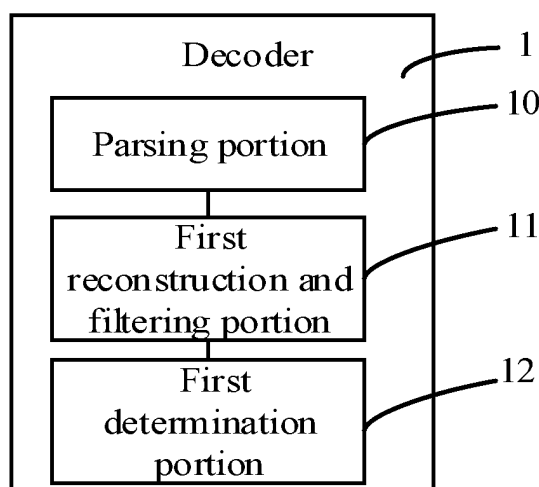 Decoder
1
Parsing portion
10
First
reconstruction and
filtering portion
11
First
determination
portion
12